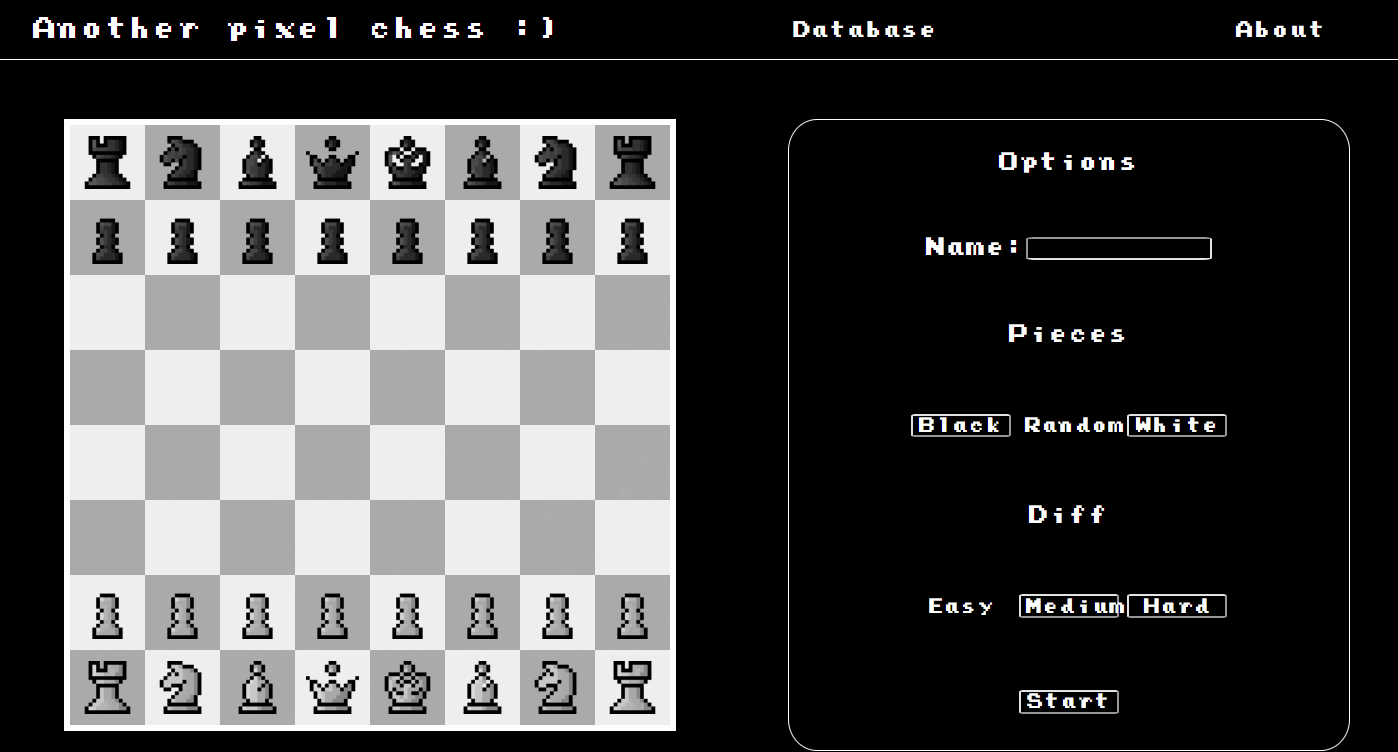 Another pixel chess :)
Database
About
Options
Name:
Pieces
Black Random White
Diff
Easy Medium Hard
Start